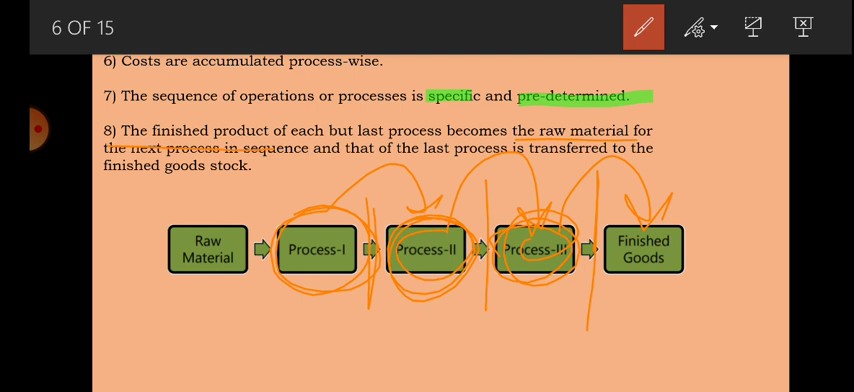 6 OF 15
6) Costs are accumulated process-wise.
7) The sequence of operations or processes is specific and pre-determined.
8) The finished product of each but last process becomes the raw material for
the next process in sequence and that of the last process is transferred to the
finished goods stock.
Raw
Material
Process-I
Process-II
Process-III
Finished
Goods